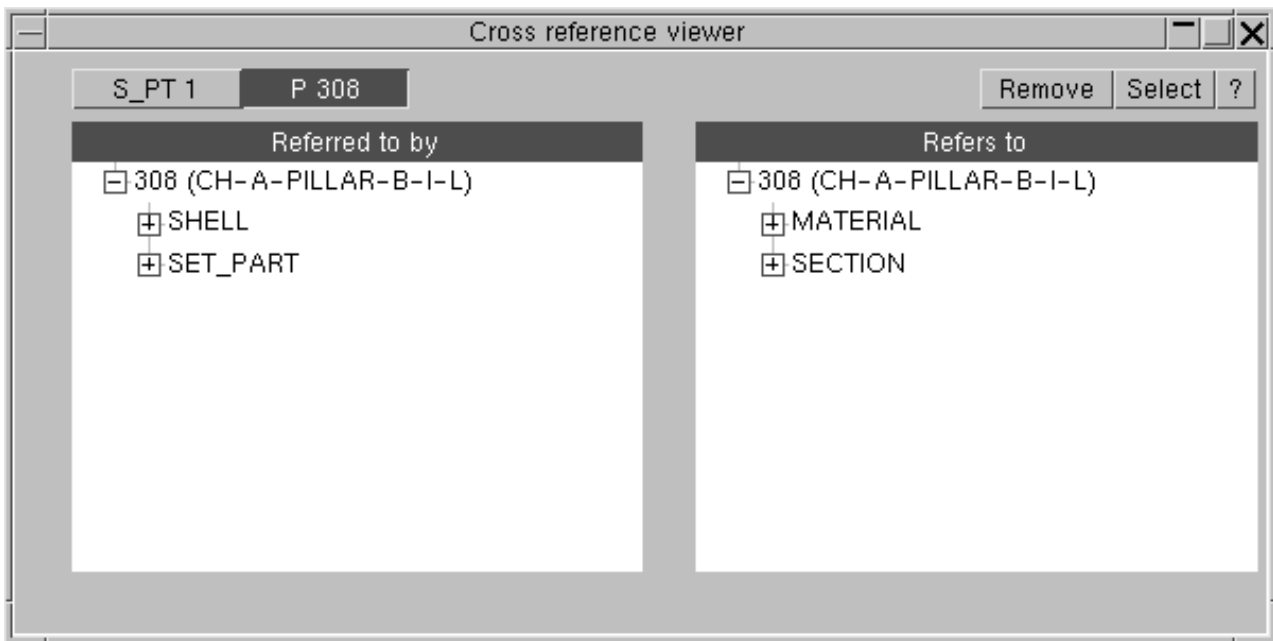 Cross reference viewer
S_PT 1 P 308 Remove Select ?
Referred to by
308 (CH-A-PILLAR-B-I-L)
SHELL
SET_PART
Refers to
308 (CH-A-PILLAR-B-I-L)
MATERIAL
SECTION